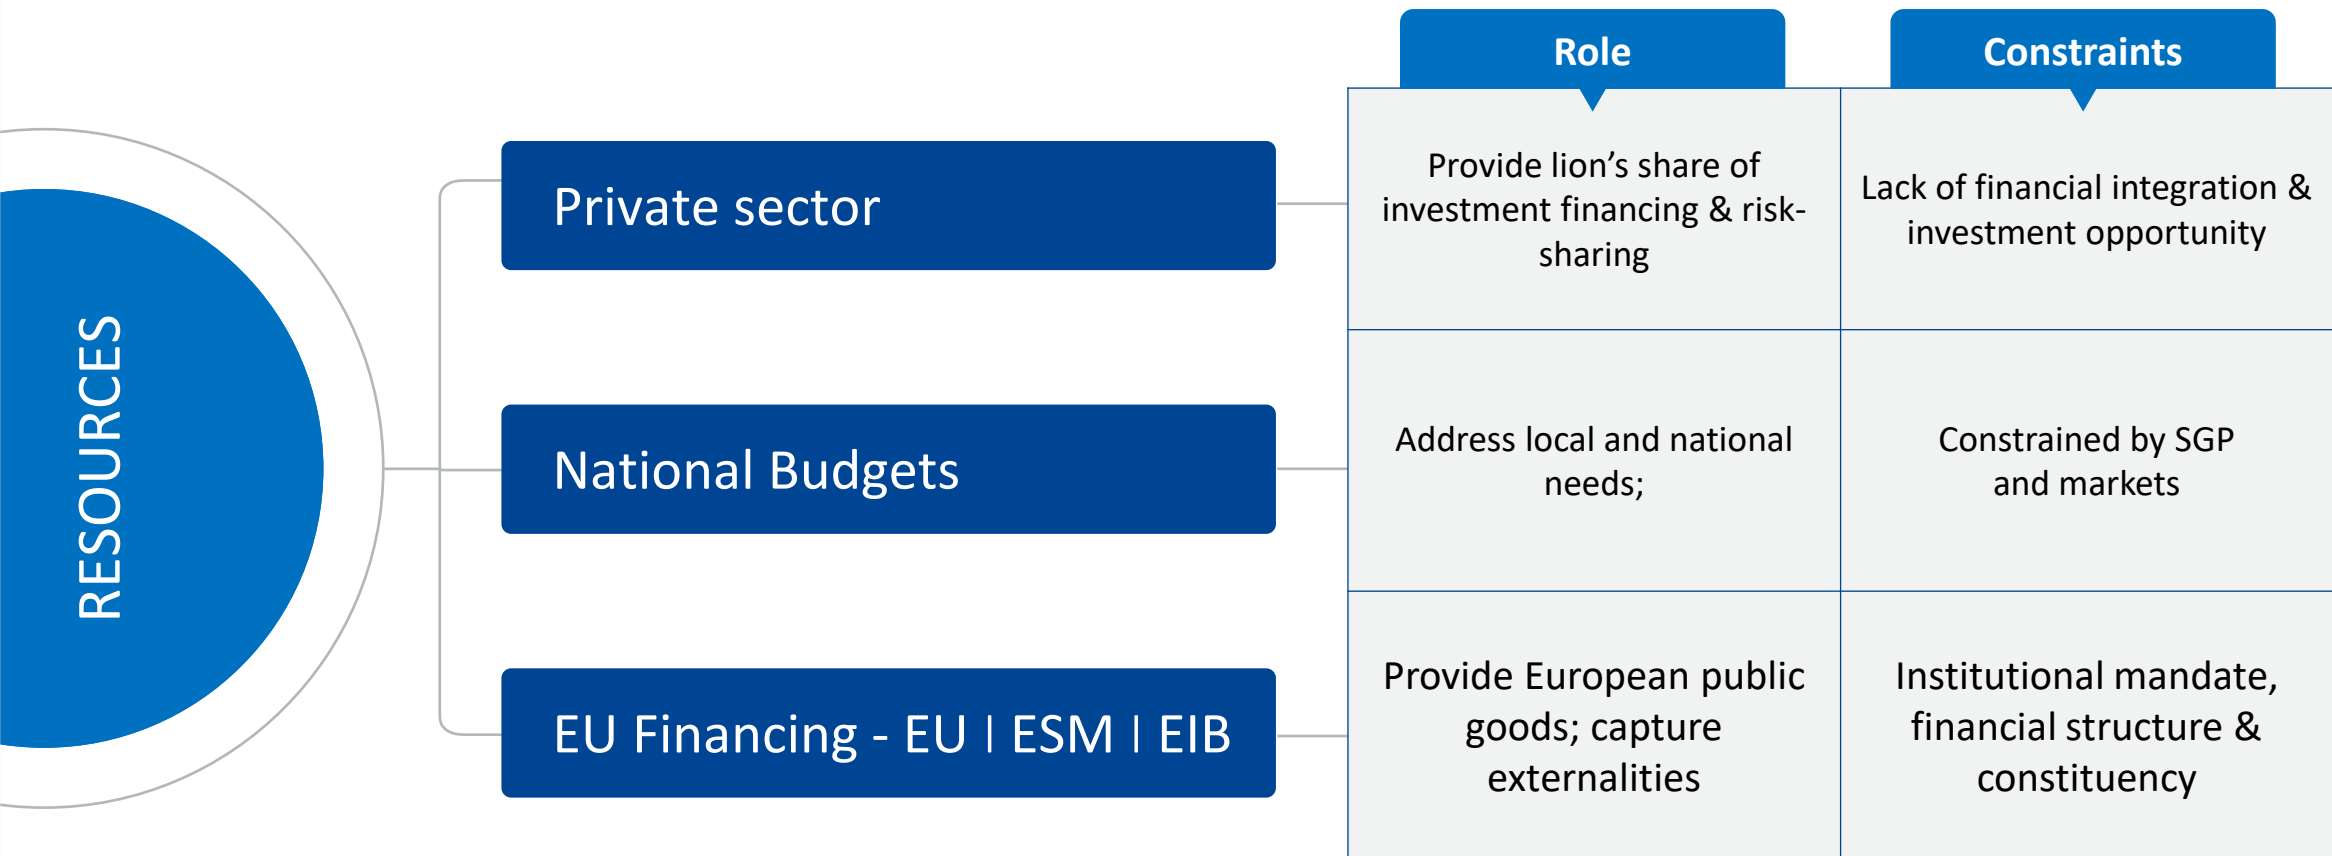 Role
Constraints
RESOURCES
Private sector
Provide lion’s share of
investment financing & risk-
sharing
Lack of financial integration &
investment opportunity
National Budgets
Address local and national
needs;
Constrained by SGP
and markets
EU Financing - EU | ESM | EIB
Provide European public
goods; capture
externalities
Institutional mandate,
financial structure &
constituency